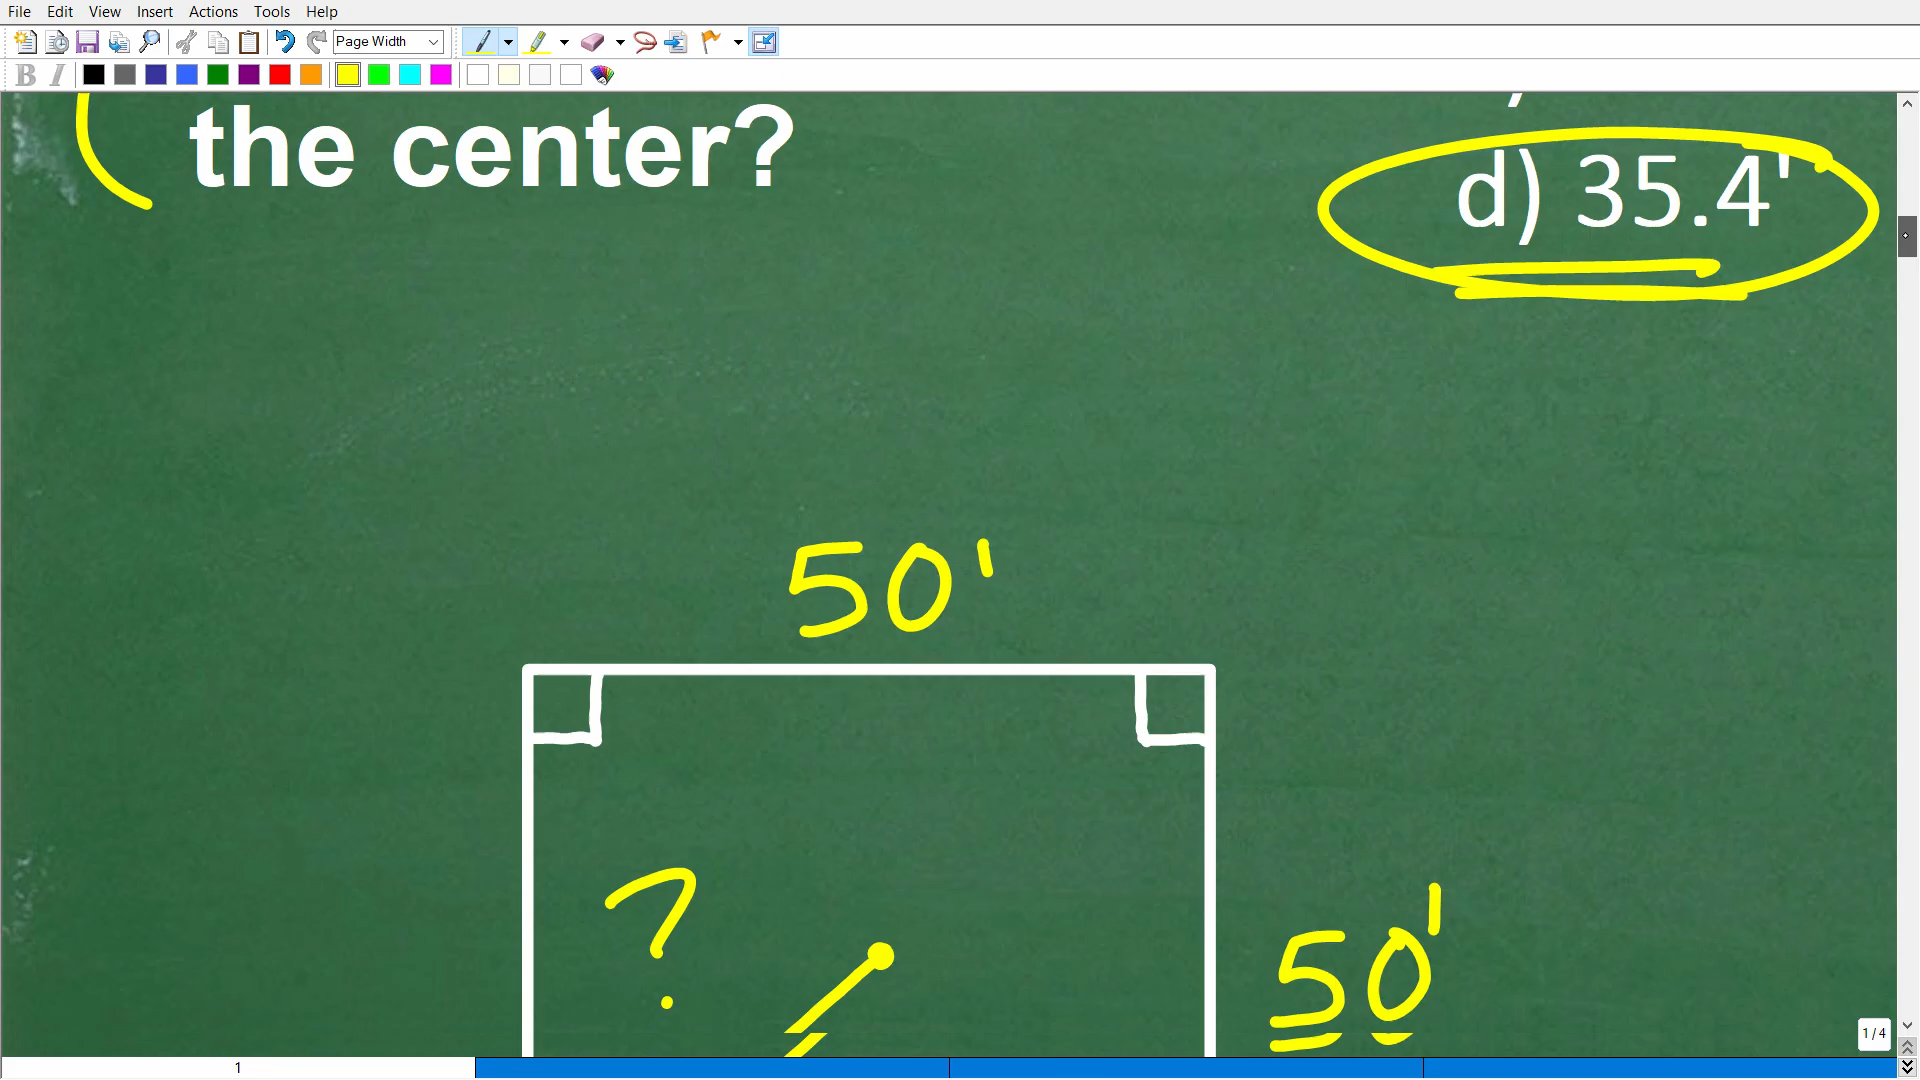 File Edit View Insert Actions Tools Help
Page Width
B I
the center?
d) 35.4'
50'
?
50'
1 / 4
1